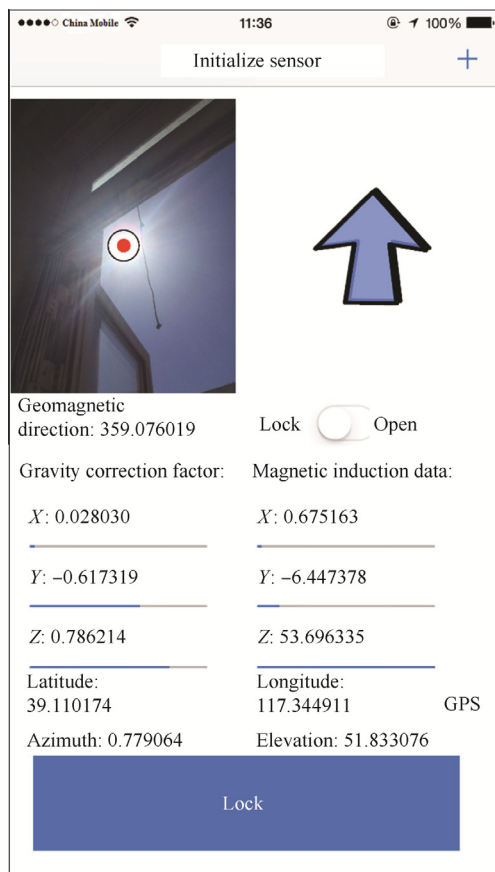 China Mobile 11:36 100%
Initialize sensor +
Geomagnetic
direction: 359.076019
Lock Open
Gravity correction factor: Magnetic induction data:
X: 0.028030 X: 0.675163
Y: –0.617319 Y: –6.447378
Z: 0.786214 Z: 53.696335
Latitude: Longitude:
39.110174 117.344911 GPS
Azimuth: 0.779064 Elevation: 51.833076
Lock